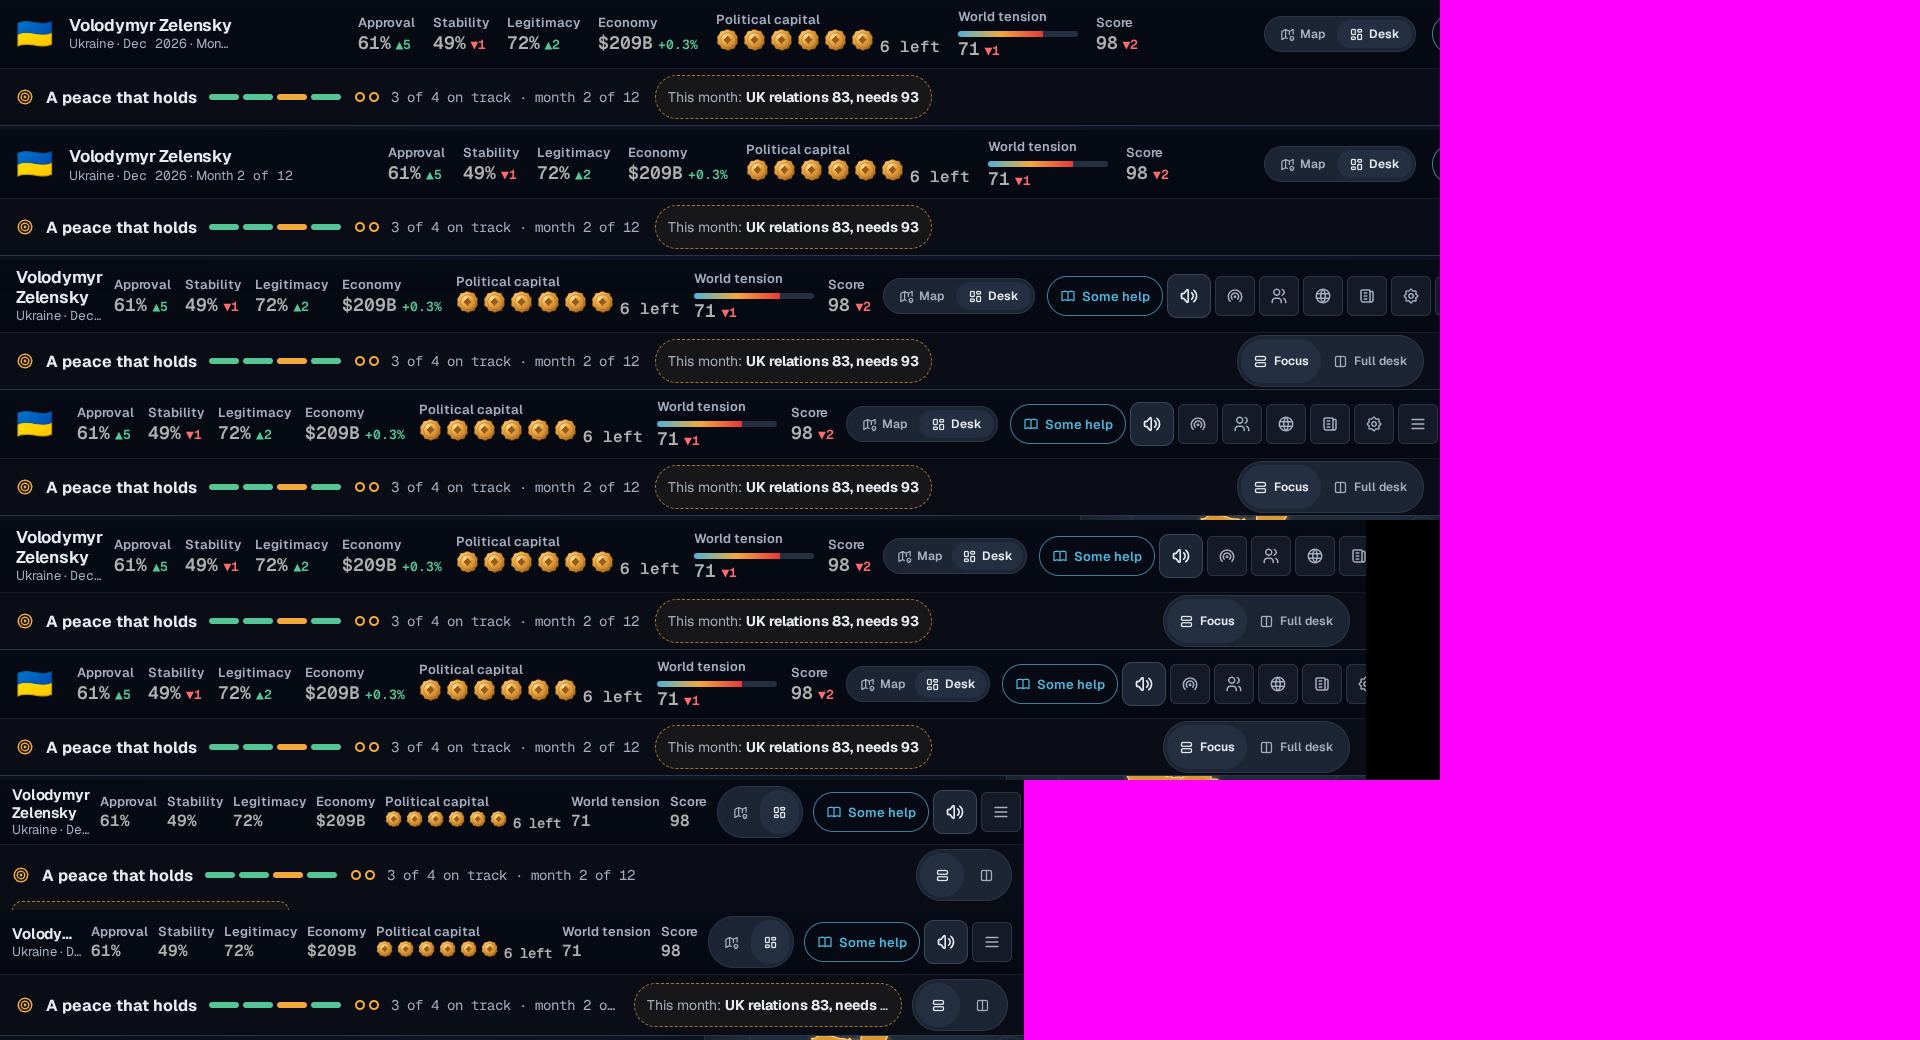 Volodymyr Zelensky
Ukraine · Dec 2026 · Mon…
Approval 61% ▲5
Stability 49% ▼1
Legitimacy 72% ▲2
Economy $209B +0.3%
Political capital 6 left
World tension 71 ▼1
Score 98 ▼2
Map Desk
A peace that holds 3 of 4 on track · month 2 of 12 This month: UK relations 83, needs 93
Volodymyr Zelensky
Ukraine · Dec 2026 · Month 2 of 12
Approval 61% ▲5
Stability 49% ▼1
Legitimacy 72% ▲2
Economy $209B +0.3%
Political capital 6 left
World tension 71 ▼1
Score 98 ▼2
Map Desk
A peace that holds 3 of 4 on track · month 2 of 12 This month: UK relations 83, needs 93
Volodymyr
Zelensky
Ukraine · Dec…
Approval 61% ▲5
Stability 49% ▼1
Legitimacy 72% ▲2
Economy $209B +0.3%
Political capital 6 left
World tension 71 ▼1
Score 98 ▼2
Map Desk Some help
A peace that holds 3 of 4 on track · month 2 of 12 This month: UK relations 83, needs 93 Focus Full desk
Approval 61% ▲5
Stability 49% ▼1
Legitimacy 72% ▲2
Economy $209B +0.3%
Political capital 6 left
World tension 71 ▼1
Score 98 ▼2
Map Desk Some help
A peace that holds 3 of 4 on track · month 2 of 12 This month: UK relations 83, needs 93 Focus Full desk
Volodymyr
Zelensky
Ukraine · Dec…
Approval 61% ▲5
Stability 49% ▼1
Legitimacy 72% ▲2
Economy $209B +0.3%
Political capital 6 left
World tension 71 ▼1
Score 98 ▼2
Map Desk Some help
A peace that holds 3 of 4 on track · month 2 of 12 This month: UK relations 83, needs 93 Focus Full desk
Approval 61% ▲5
Stability 49% ▼1
Legitimacy 72% ▲2
Economy $209B +0.3%
Political capital 6 left
World tension 71 ▼1
Score 98 ▼2
Map Desk Some help
A peace that holds 3 of 4 on track · month 2 of 12 This month: UK relations 83, needs 93 Focus Full desk
Volodymyr
Zelensky
Ukraine · De…
Approval 61%
Stability 49%
Legitimacy 72%
Economy $209B
Political capital 6 left
World tension 71
Score 98
Some help
A peace that holds 3 of 4 on track · month 2 of 12
Volody…
Ukraine · D…
Approval 61%
Stability 49%
Legitimacy 72%
Economy $209B
Political capital 6 left
World tension 71
Score 98
Some help
A peace that holds 3 of 4 on track · month 2 o… This month: UK relations 83, needs …